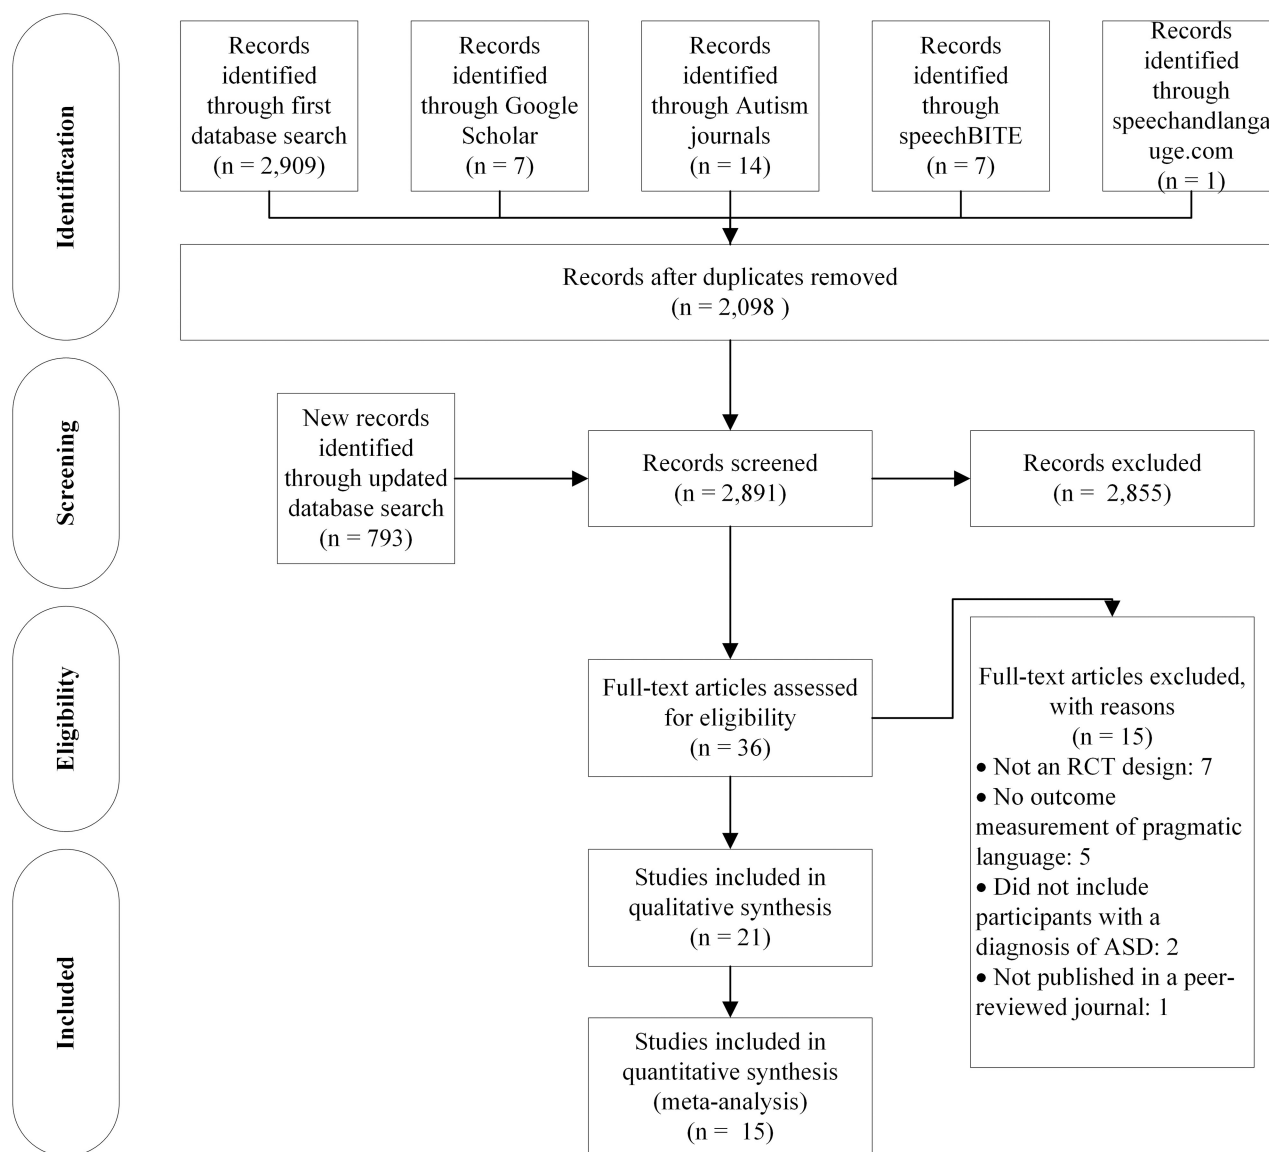 Identification
Records
identified
through first
database search
(n = 2,909)
Records
identified
through Google
Scholar
(n = 7)
Records
identified
through Autism
journals
(n = 14)
Records
identified
through
speechBITE
(n = 7)
Records
identified
through
speechandlanga
uge.com
(n = 1)
Records after duplicates removed
(n = 2,098 )
Screening
New records
identified
through updated
database search
(n = 793)
Records screened
(n = 2,891)
Records excluded
(n =  2,855)
Eligibility
Full-text articles assessed
for eligibility
(n = 36)
Full-text articles excluded,
with reasons
(n = 15)
• Not an RCT design: 7
• No outcome
measurement of pragmatic
language: 5
• Did not include
participants with a
diagnosis of ASD: 2
• Not published in a peer-
reviewed journal: 1
Included
Studies included in
qualitative synthesis
(n = 21)
Studies included in
quantitative synthesis
(meta-analysis)
(n =  15)